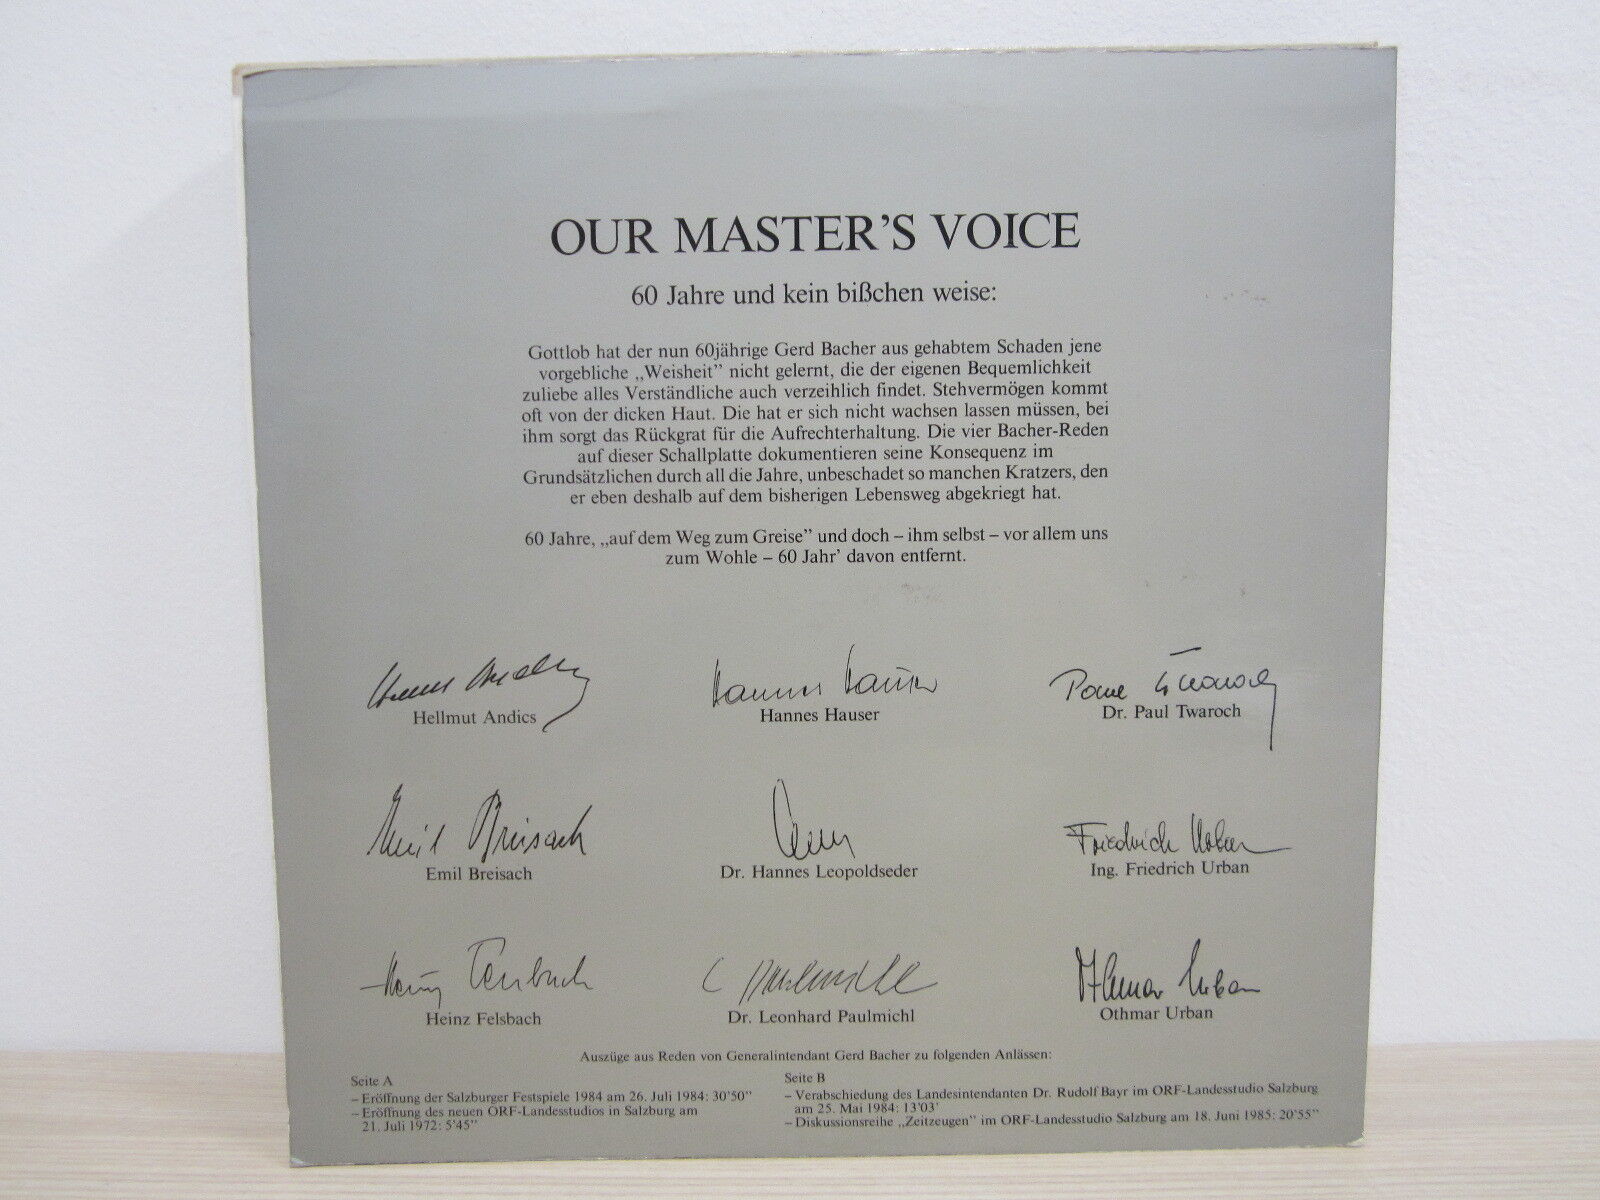 OUR MASTER'S VOICE
60 Jahre und kein bißchen weise:
Gottlob hat der nun 60jährige Gerd Bacher aus gehabtem Schaden jene
vorgebliche „Weisheit” nicht gelernt, die der eigenen Bequemlichkeit
zuliebe alles Verständliche auch verzeihlich findet. Stehvermögen kommt
oft von der dicken Haut. Die hat er sich nicht wachsen lassen müssen, bei
ihm sorgt das Rückgrat für die Aufrechterhaltung. Die vier Bacher-Reden
auf dieser Schallplatte dokumentieren seine Konsequenz im
Grundsätzlichen durch all die Jahre, unbeschadet so manchen Kratzers, den
er eben deshalb auf dem bisherigen Lebensweg abgekriegt hat.
60 Jahre, „auf dem Weg zum Greise” und doch – ihm selbst – vor allem uns
zum Wohle – 60 Jahr' davon entfernt.
Hellmut Andics
Hannes Hauser
Dr. Paul Twaroch
Emil Breisach
Emil Breisach
Dr. Hannes Leopoldseder
Friedrich Urban
Ing. Friedrich Urban
Heinz Felsbach
Dr. Leonhard Paulmichl
Othmar Urban
Othmar Urban
Auszüge aus Reden von Generalintendant Gerd Bacher zu folgenden Anlässen:
Seite A
– Eröffnung der Salzburger Festspiele 1984 am 26. Juli 1984: 30'50”
– Eröffnung des neuen ORF-Landesstudios in Salzburg am
21. Juli 1972: 5'45”
Seite B
– Verabschiedung des Landesintendanten Dr. Rudolf Bayr im ORF-Landesstudio Salzburg
am 25. Mai 1984: 13'03'
– Diskussionsreihe „Zeitzeugen” im ORF-Landesstudio Salzburg am 18. Juni 1985: 20'55”